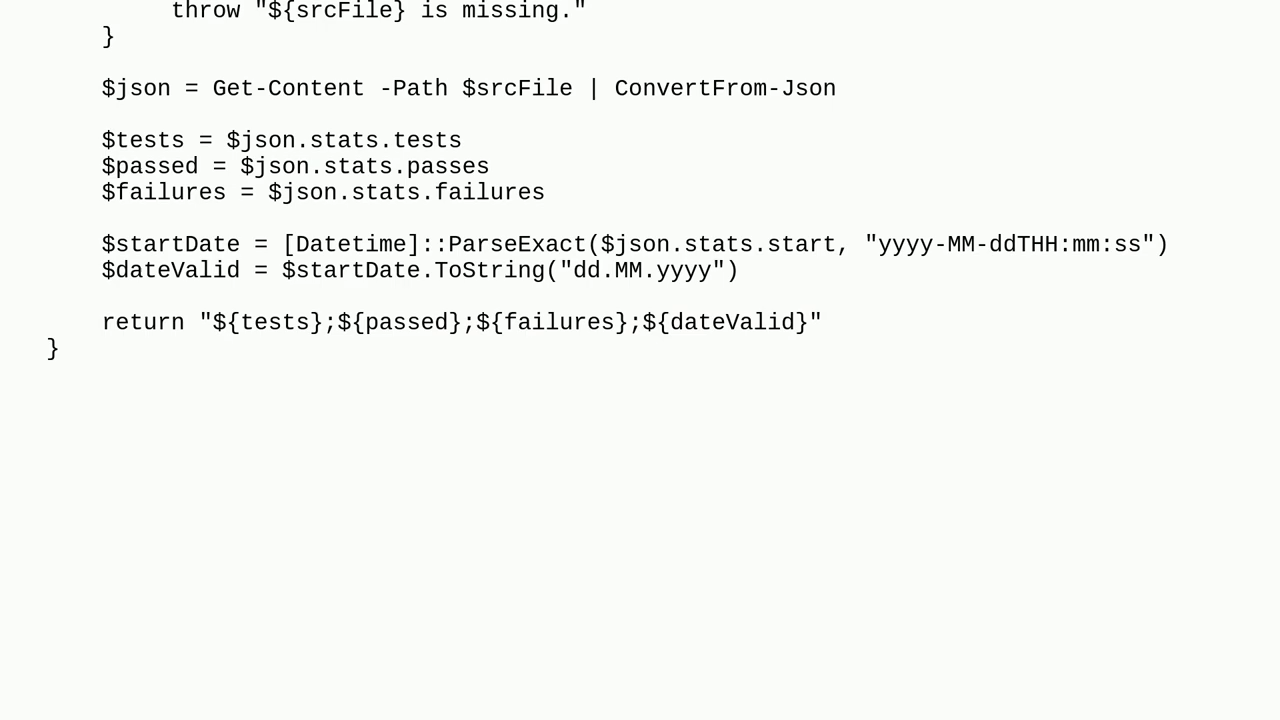 throw "${srcFile} is missing."
}
$json = Get-Content -Path $srcFile | ConvertFrom-Json
$tests = $json.stats.tests
$passed = $json.stats.passes
$failures = $json.stats.failures
$startDate = [Datetime]::ParseExact($json.stats.start, "yyyy-MM-ddTHH:mm:ss")
$dateValid = $startDate.ToString("dd.MM.yyyy")
return "${tests};${passed};${failures};${dateValid}"
}